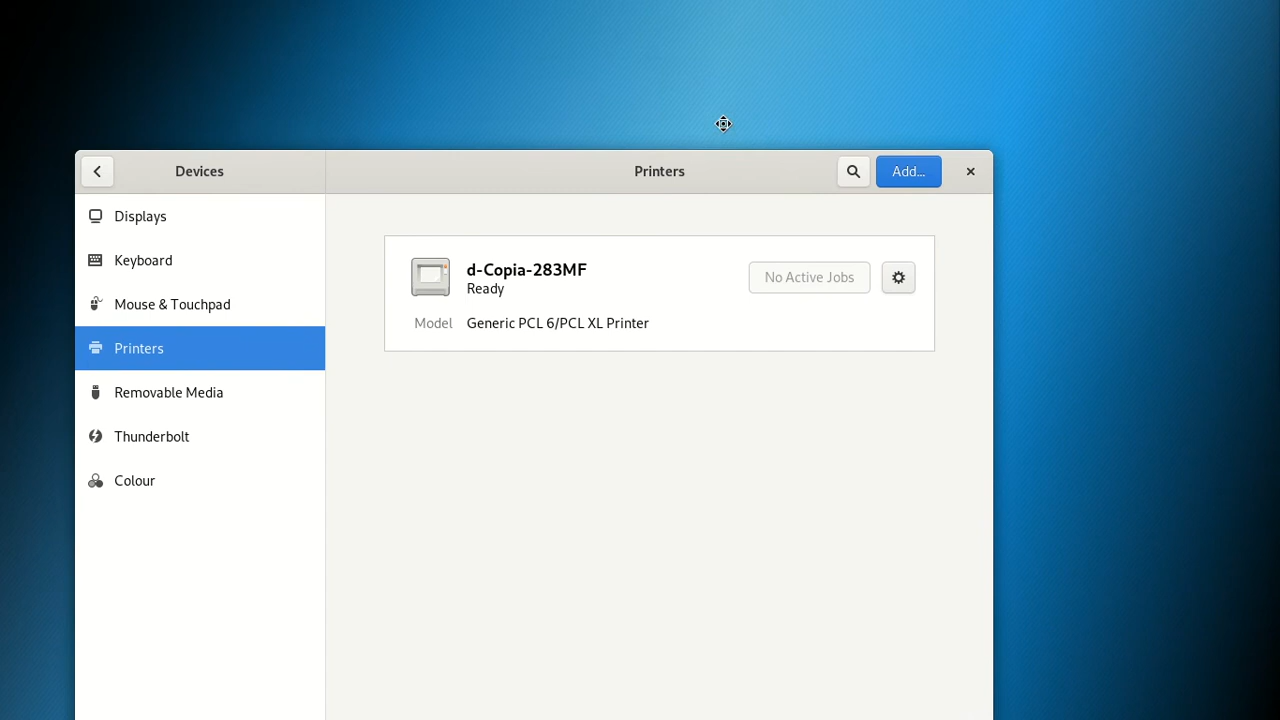 Devices
Printers
Add...
Displays
Keyboard
Mouse & Touchpad
Printers
Removable Media
Thunderbolt
Colour
d-Copia-283MF
Ready
No Active Jobs
Model Generic PCL 6/PCL XL Printer